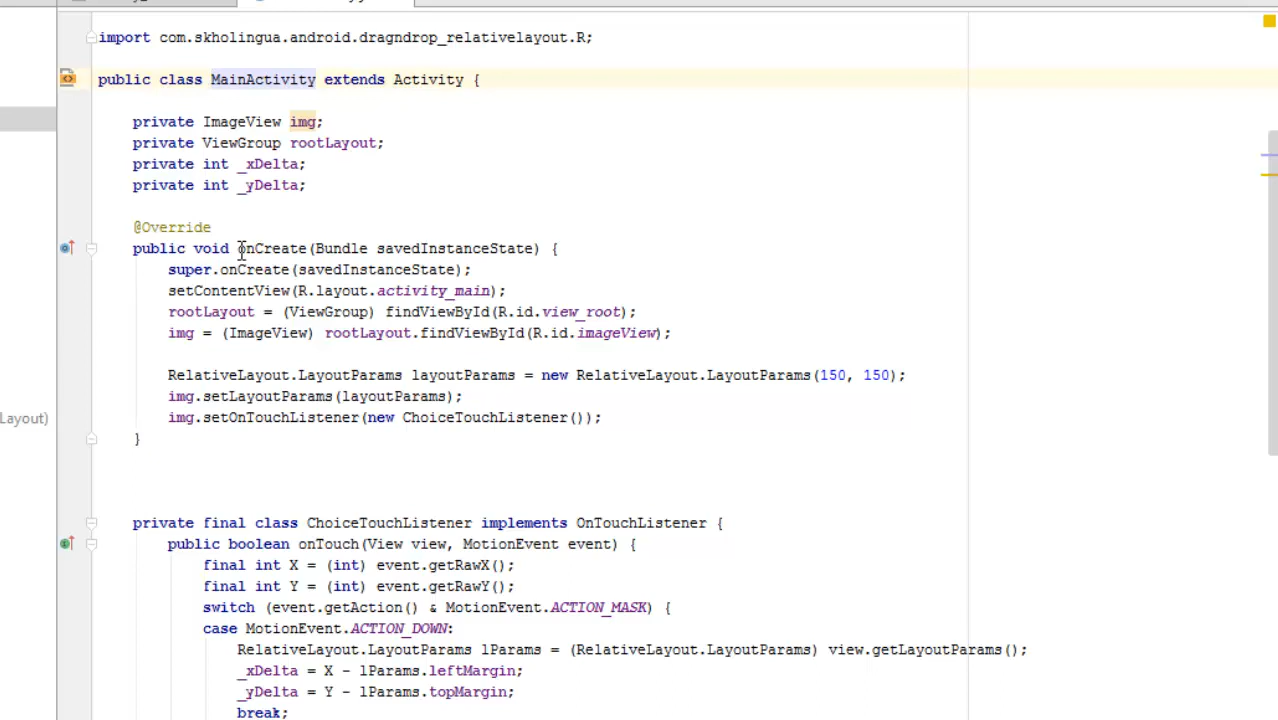 import com.skholingua.android.dragndrop_relativelayout.R;
public class MainActivity extends Activity {
private ImageView img;
private ViewGroup rootLayout;
private int _xDelta;
private int _yDelta;
@Override
public void onCreate(Bundle savedInstanceState) {
super.onCreate(savedInstanceState);
setContentView(R.layout.activity_main);
rootLayout = (ViewGroup) findViewById(R.id.view_root);
img = (ImageView) rootLayout.findViewById(R.id.imageView);
RelativeLayout.LayoutParams layoutParams = new RelativeLayout.LayoutParams(150, 150);
img.setLayoutParams(layoutParams);
Layout)
img.setOnTouchListener(new ChoiceTouchListener());
}
private final class ChoiceTouchListener implements OnTouchListener {
public boolean onTouch(View view, MotionEvent event) {
final int X = (int) event.getRawX();
final int Y = (int) event.getRawY();
switch (event.getAction() & MotionEvent.ACTION_MASK) {
case MotionEvent.ACTION_DOWN:
RelativeLayout.LayoutParams lParams = (RelativeLayout.LayoutParams) view.getLayoutParams();
_xDelta = X - lParams.leftMargin;
_yDelta = Y - lParams.topMargin;
break;